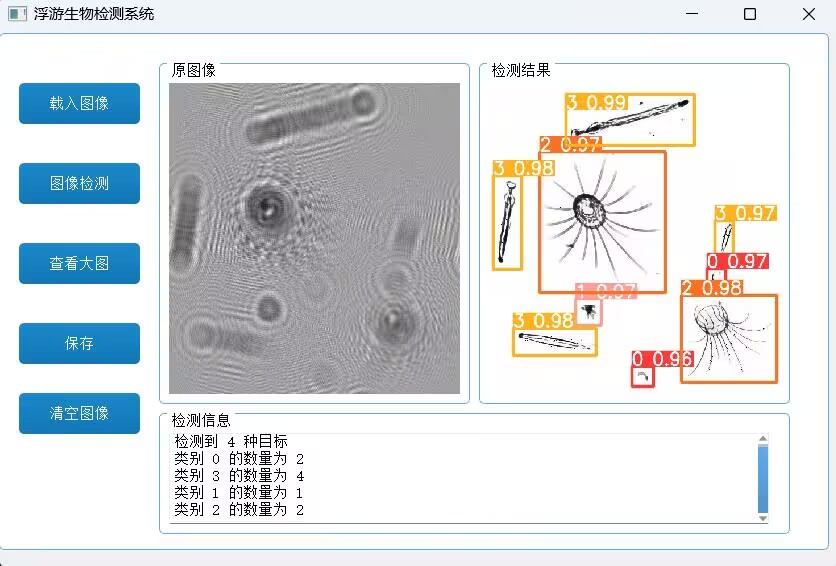 浮游生物检测系统
载入图像
图像检测
查看大图
保存
清空图像
原图像
检测结果
3 0.99
2 0.97
3 0.98
3 0.97
0 0.97
2 0.98
1 0.97
3 0.98
0 0.96
检测信息
检测到 4 种目标
类别 0 的数量为 2
类别 3 的数量为 4
类别 1 的数量为 1
类别 2 的数量为 2